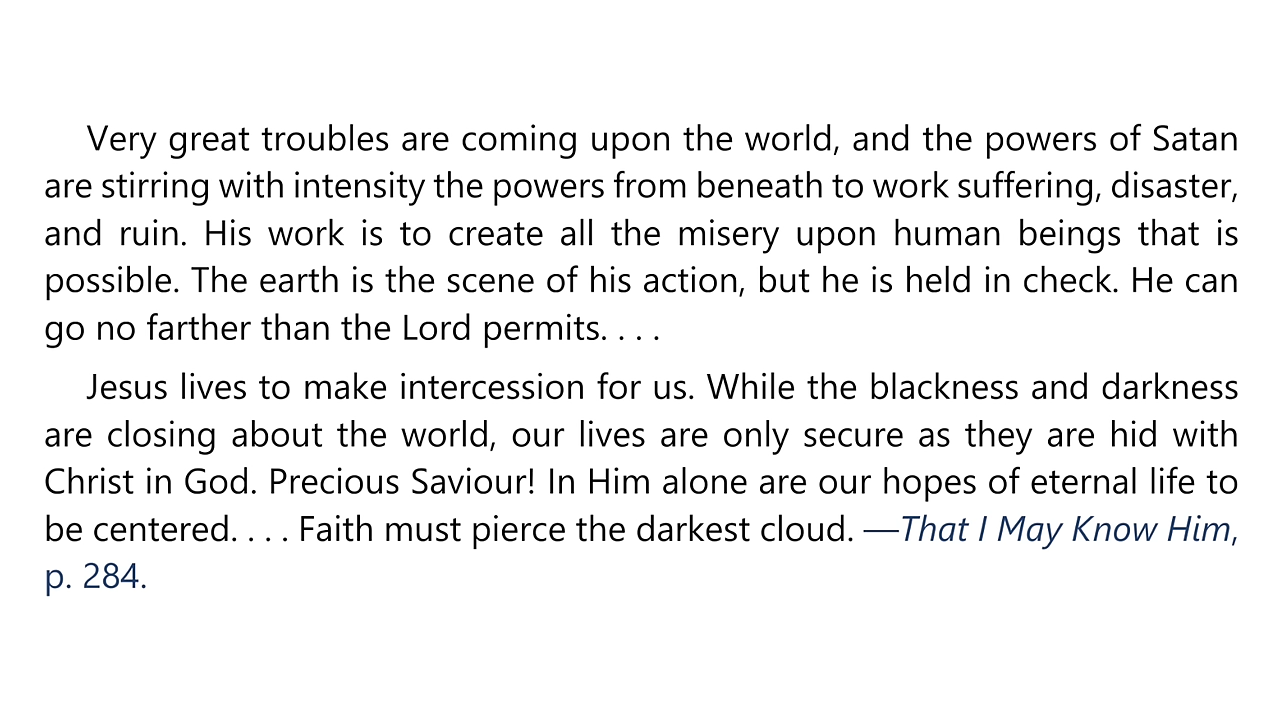 Very great troubles are coming upon the world, and the powers of Satan
are stirring with intensity the powers from beneath to work suffering, disaster,
and ruin. His work is to create all the misery upon human beings that is
possible. The earth is the scene of his action, but he is held in check. He can
go no farther than the Lord permits. . . .
Jesus lives to make intercession for us. While the blackness and darkness
are closing about the world, our lives are only secure as they are hid with
Christ in God. Precious Saviour! In Him alone are our hopes of eternal life to
be centered. . . . Faith must pierce the darkest cloud. —That I May Know Him,
p. 284.